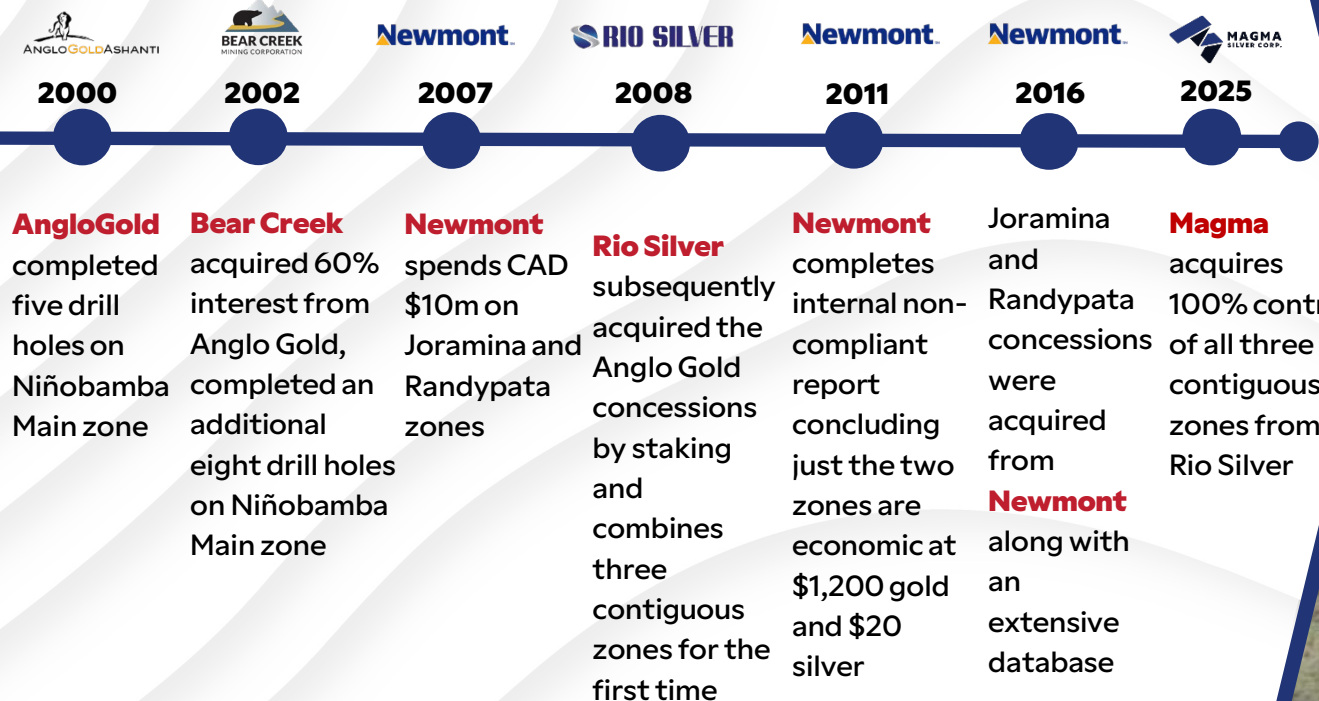 ANGLOGOLDASHANTI
2000
AngloGold
completed
five drill
holes on
Niñobamba
Main zone
BEAR CREEK
MINING CORPORATION
2002
Bear Creek
acquired 60%
interest from
Anglo Gold,
completed an
additional
eight drill holes
on Niñobamba
Main zone
Newmont
2007
Newmont
spends CAD
$10m on
Joramina and
Randypata
zones
RIO SILVER
2008
Rio Silver
subsequently
acquired the
Anglo Gold
concessions
by staking
and
combines
three
contiguous
zones for the
first time
Newmont
2011
Newmont
completes
internal non-
compliant
report
concluding
just the two
zones are
economic at
$1,200 gold
and $20
silver
Newmont
2016
Joramina
and
Randypata
concessions
were
acquired
from
Newmont
along with
an
extensive
database
MAGMA
SILVER CORP.
2025
Magma
acquires
100% contr
of all three
contiguous
zones from
Rio Silver